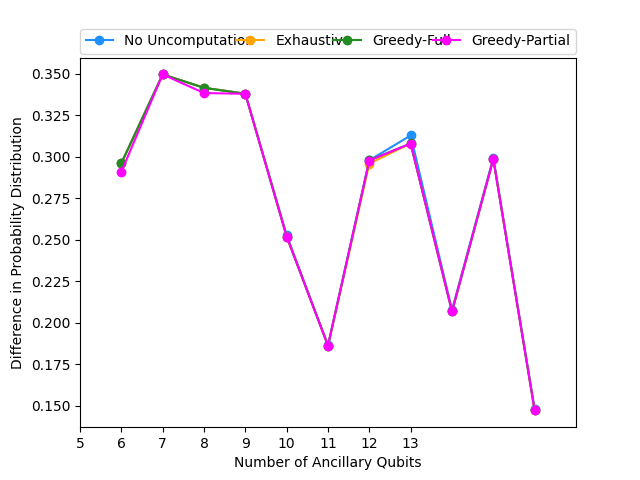 No Uncomputatio Exhaustiv Greedy-Full Greedy-Partial
0.350
0.325
0.300
0.275
0.250
0.225
0.200
0.175
0.150
Difference in Probability Distribution
5 6 7 8 9 10 11 12 13
Number of Ancillary Qubits